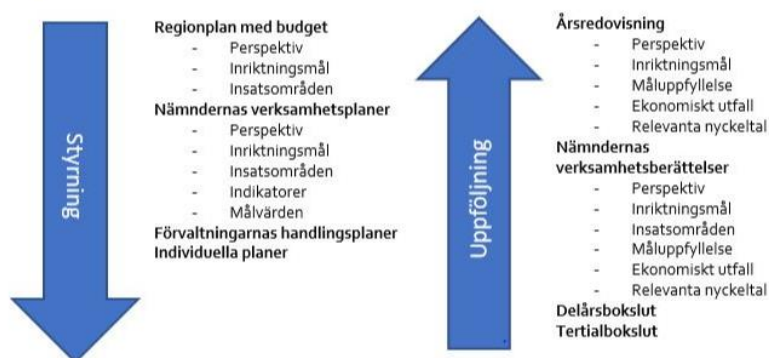 Styrning
Regionplan med budget
- Perspektiv
- Inriktningsmål
- Insatsområden
Nämndernas verksamhetsplaner
- Perspektiv
- Inriktningsmål
- Insatsområden
- Indikatorer
- Målvärden
Förvaltningarnas handlingsplaner
Individuella planer
Uppföljning
Årsredovisning
- Perspektiv
- Inriktningsmål
- Måluppfyllelse
- Ekonomiskt utfall
- Relevanta nyckeltal
Nämndernas
verksamhetsberättelser
- Perspektiv
- Inriktningsmål
- Insatsområden
- Måluppfyllelse
- Ekonomiskt utfall
- Relevanta nyckeltal
Delårsbokslut
Tertialbokslut